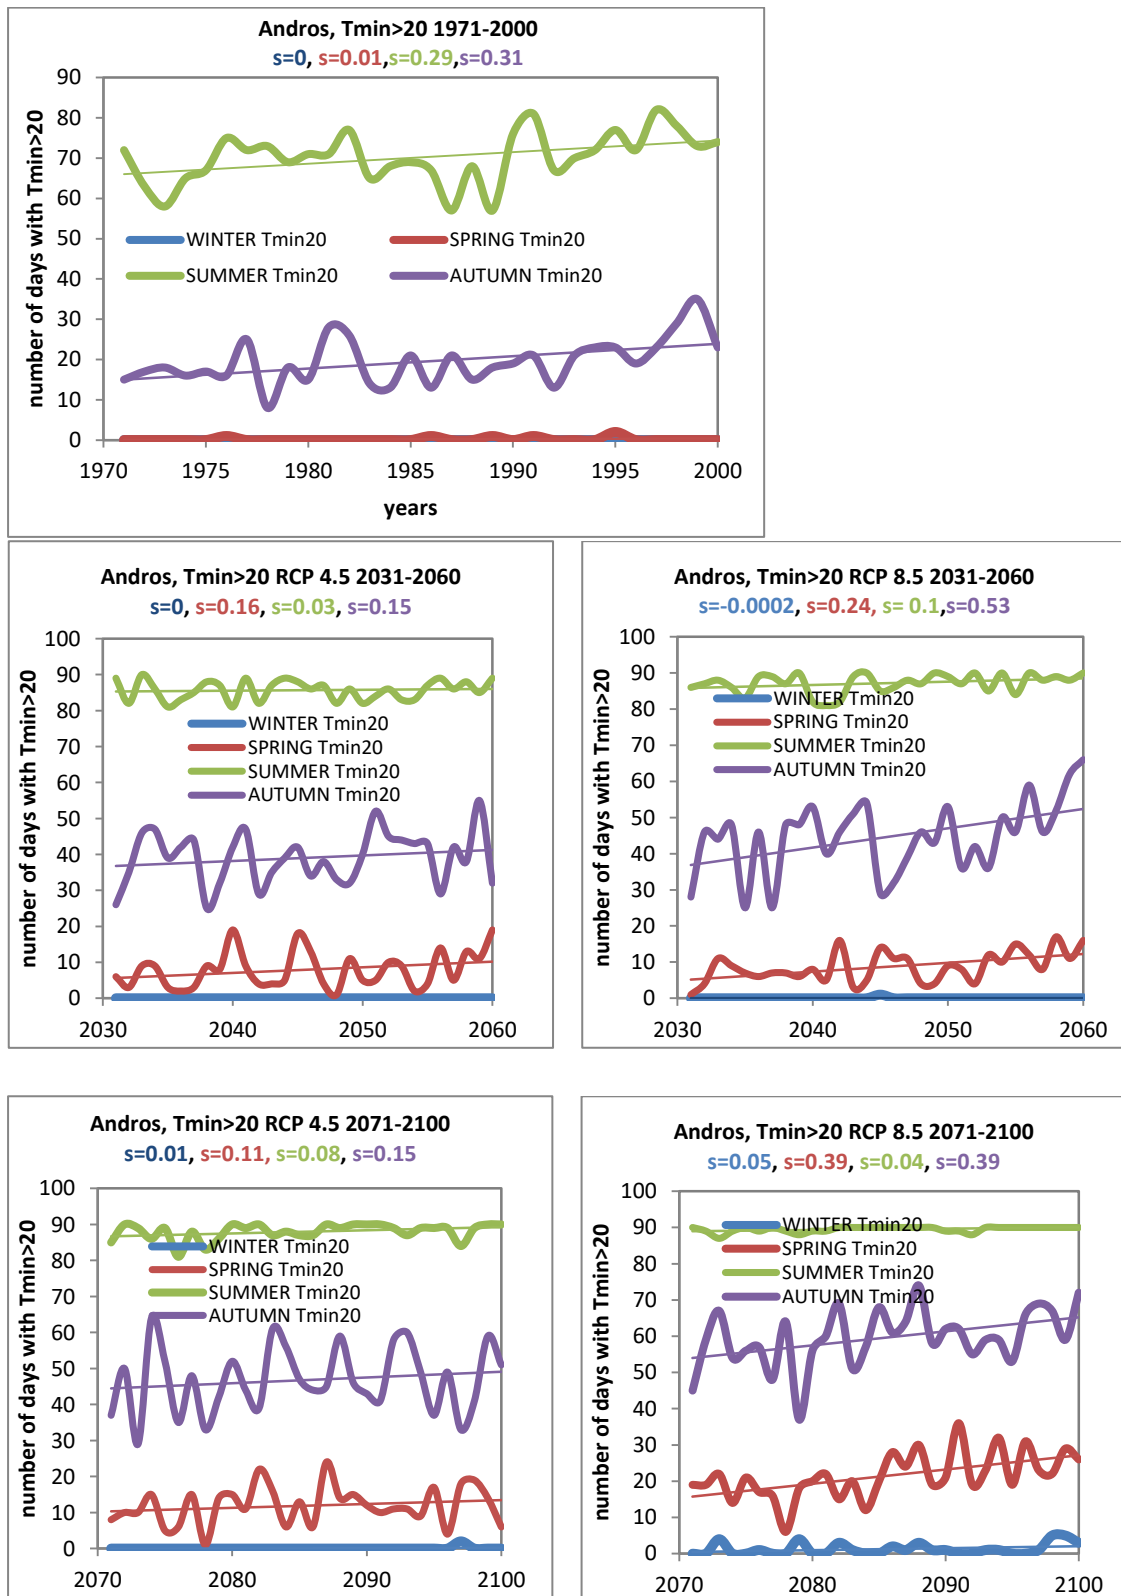 Andros, Tmin>20 1971-2000
s=0, s=0.01,s=0.29,s=0.31
number of days with Tmin>20
90
80
70
60
50
40
30
20
10
0
WINTER Tmin20
SPRING Tmin20
SUMMER Tmin20
AUTUMN Tmin20
1970
1975
1980
1985
1990
1995
2000
years
Andros, Tmin>20 RCP 4.5 2031-2060
s=0, s=0.16, s=0.03, s=0.15
number of days with Tmin>20
100
90
80
70
60
50
40
30
20
10
0
WINTER Tmin20
SPRING Tmin20
SUMMER Tmin20
AUTUMN Tmin20
2030
2040
2050
2060
Andros, Tmin>20 RCP 8.5 2031-2060
s=-0.0002, s=0.24, s= 0.1,s=0.53
number of days with Tmin>20
100
90
80
70
60
50
40
30
20
10
0
WINTER Tmin20
SPRING Tmin20
SUMMER Tmin20
AUTUMN Tmin20
2030
2040
2050
2060
Andros, Tmin>20 RCP 4.5 2071-2100
s=0.01, s=0.11, s=0.08, s=0.15
number of days with Tmin>20
100
90
80
70
60
50
40
30
20
10
0
WINTER Tmin20
SPRING Tmin20
SUMMER Tmin20
AUTUMN Tmin20
2070
2080
2090
2100
Andros, Tmin>20 RCP 8.5 2071-2100
s=0.05, s=0.39, s=0.04, s=0.39
number of days with Tmin>20
100
90
80
70
60
50
40
30
20
10
0
WINTER Tmin20
SPRING Tmin20
SUMMER Tmin20
AUTUMN Tmin20
2070
2080
2090
2100